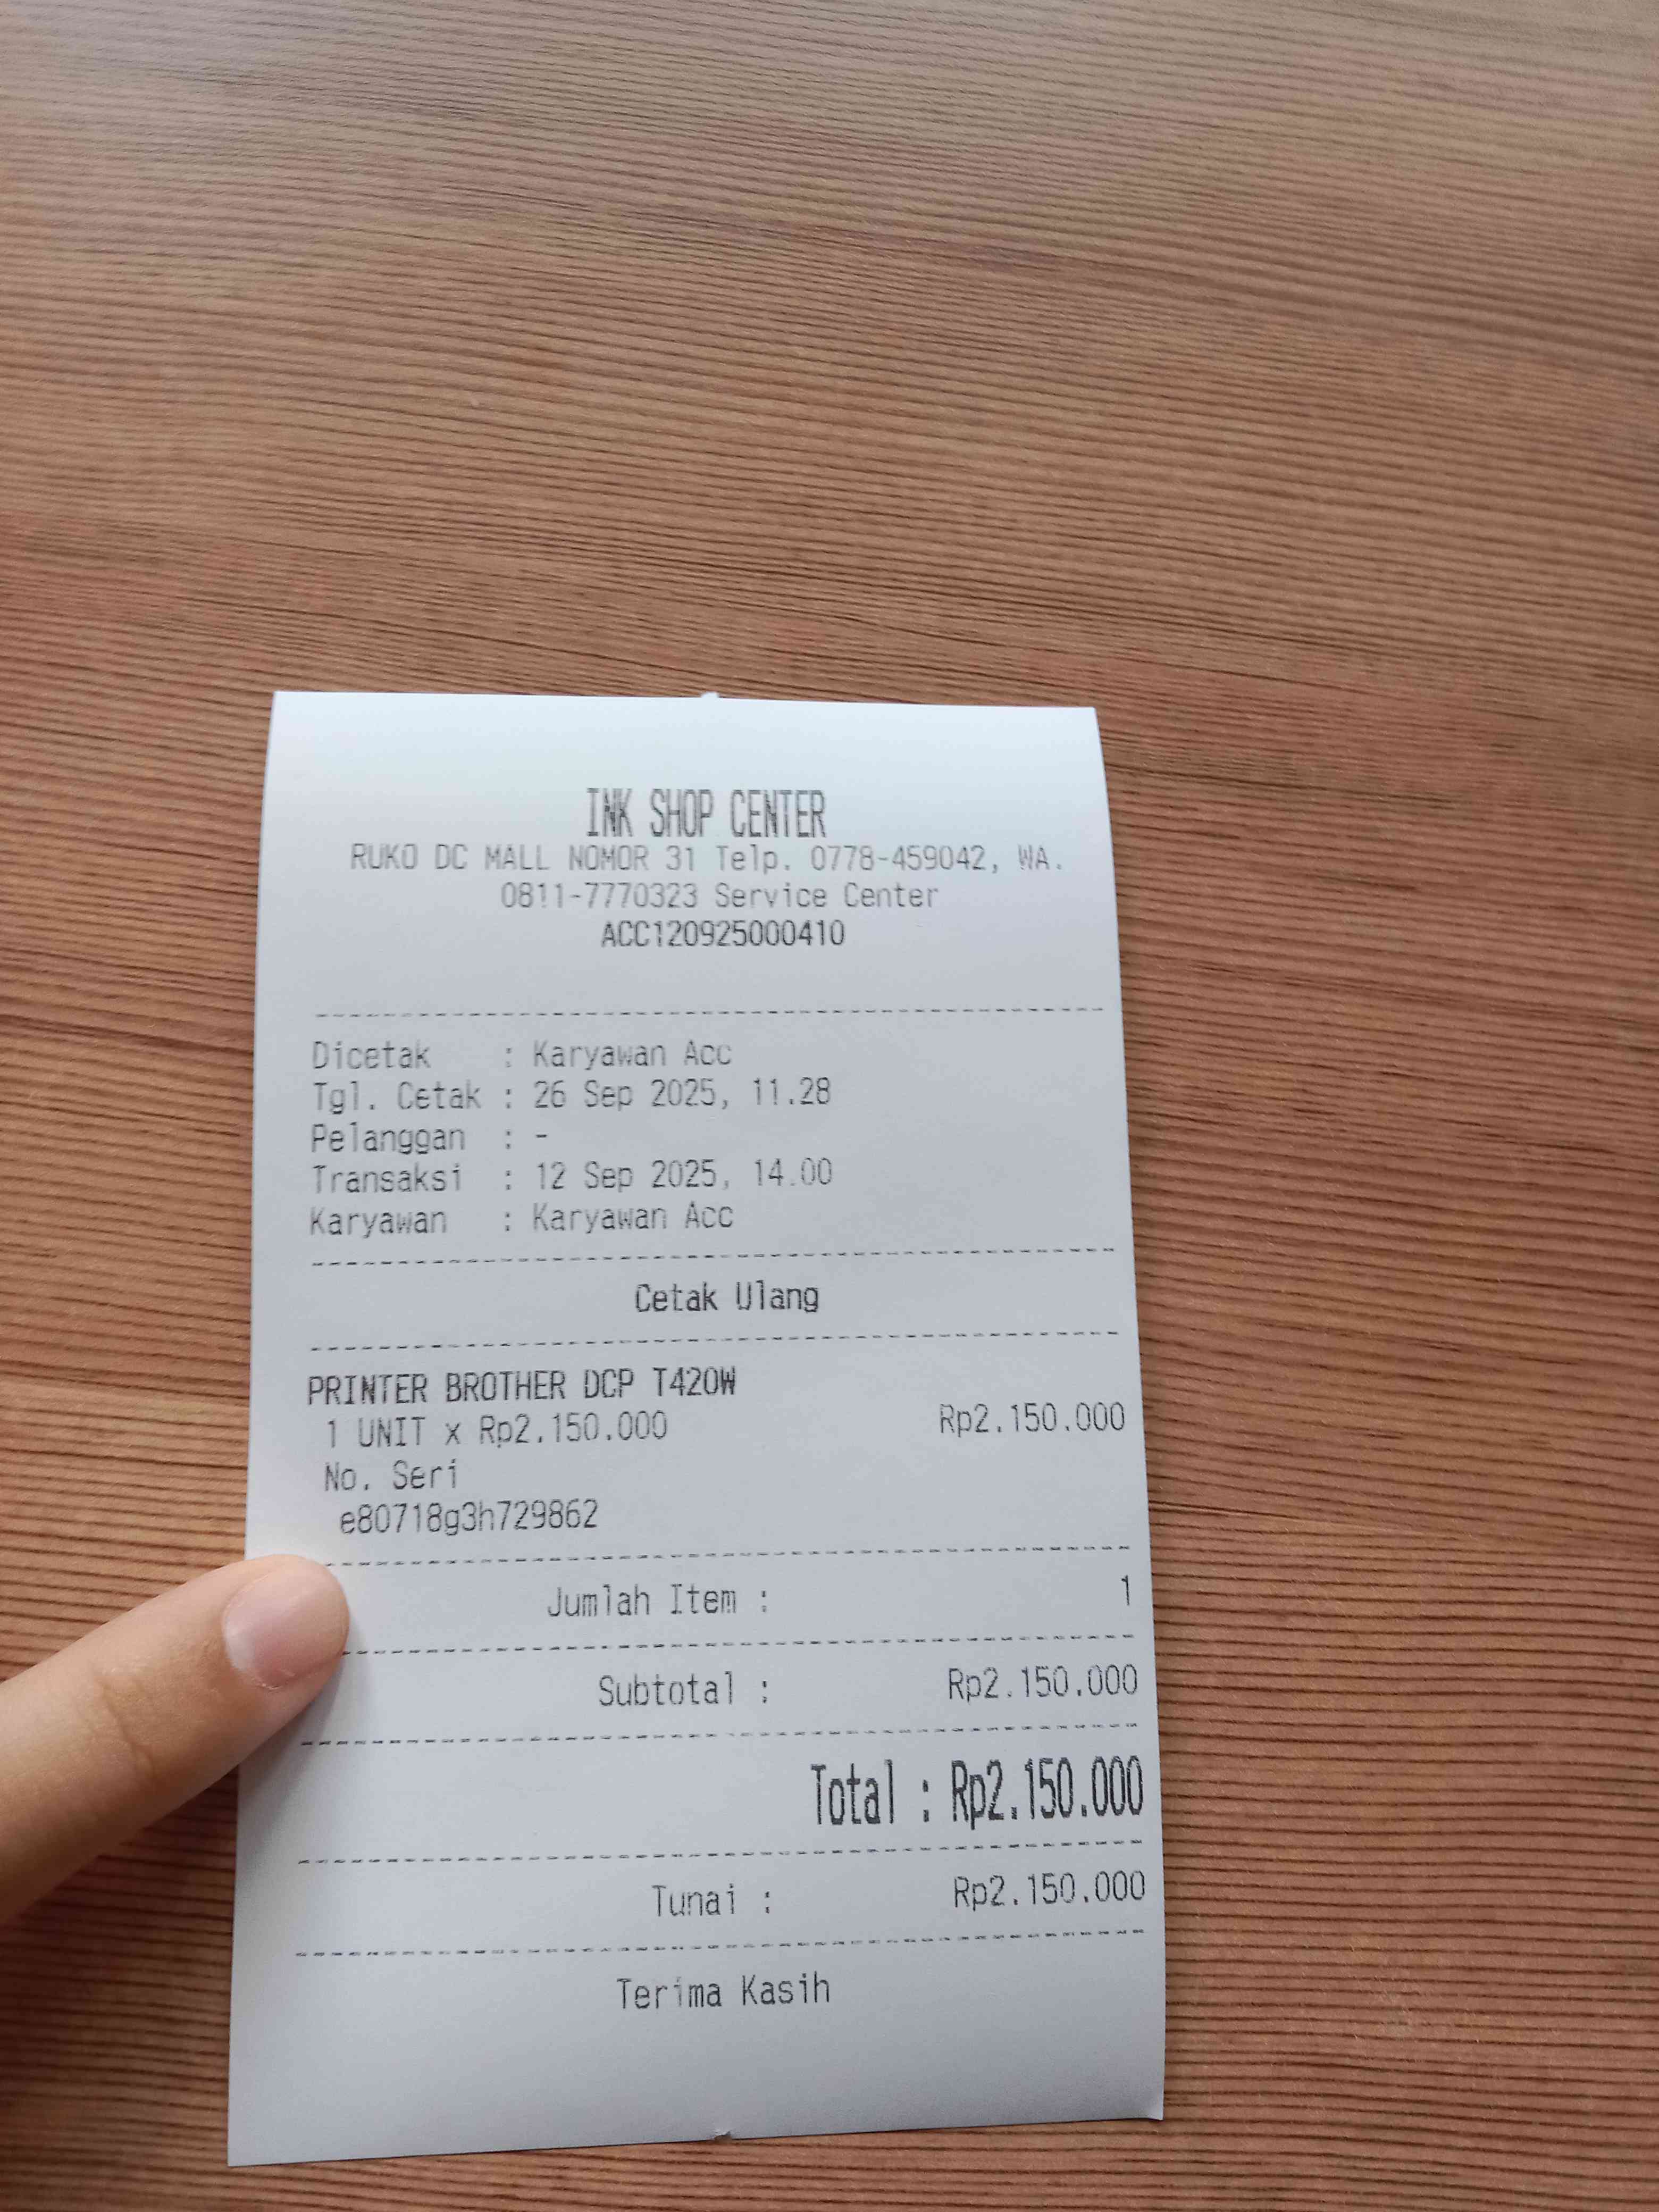 INK SHOP CENTER
RUKO DC MALL NOMOR 31 Telp. 0778-459042, WA.
0811-7770323 Service Center
ACC120925000410
Dicetak : Karyawan Acc
Tgl. Cetak : 26 Sep 2025, 11.28
Pelanggan : -
Transaksi : 12 Sep 2025, 14.00
Karyawan : Karyawan Acc
Cetak Ulang
PRINTER BROTHER DCP T420W
1 UNIT x Rp2.150.000 Rp2.150.000
No. Seri
e80718g3h729862
Jumlah Item : 1
Subtotal : Rp2.150.000
Total : Rp2.150.000
Tunai : Rp2.150.000
Terima Kasih